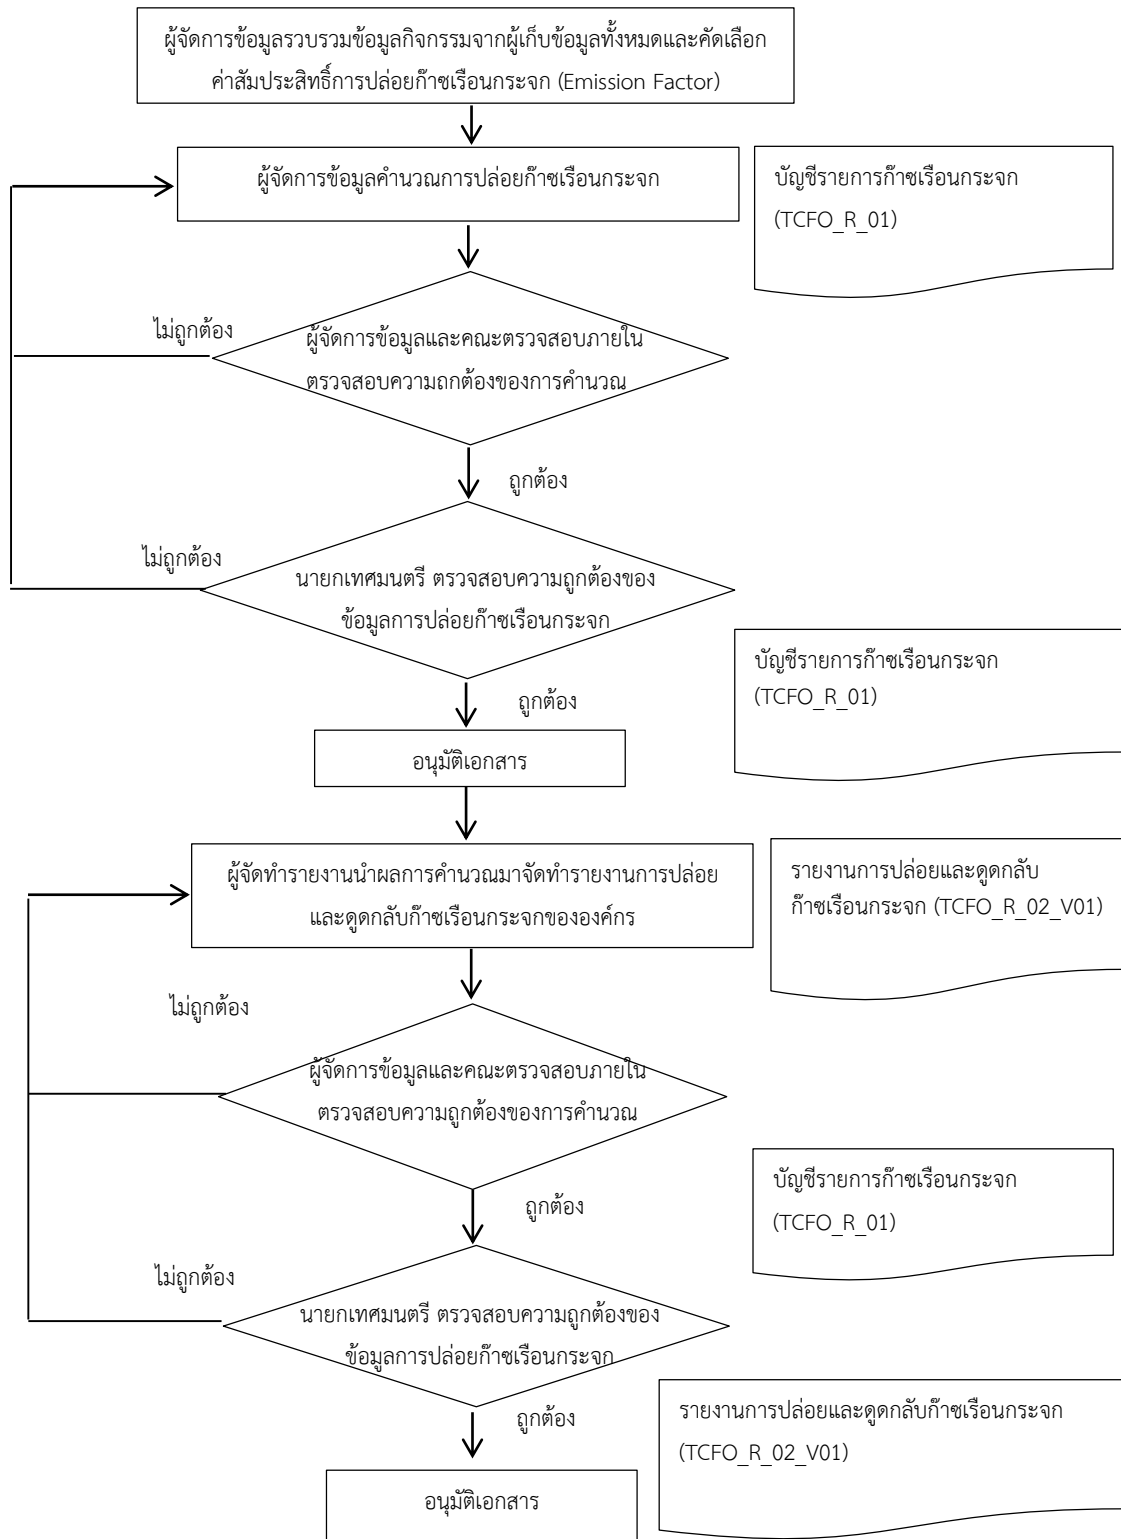 ผู้จัดการข้อมูลรวบรวมข้อมูลกิจกรรมจากผู้เก็บข้อมูลทั้งหมดและคัดเลือก
ค่าสัมประสิทธิ์การปล่อยก๊าซเรือนกระจก (Emission Factor)
ผู้จัดการข้อมูลคำนวณการปล่อยก๊าซเรือนกระจก
บัญชีรายการก๊าซเรือนกระจก
(TCFO_R_01)
ไม่ถูกต้อง
ผู้จัดการข้อมูลและคณะตรวจสอบภายใน
ตรวจสอบความถกต้องของการคำนวณ
ถูกต้อง
ไม่ถูกต้อง
นายกเทศมนตรี ตรวจสอบความถูกต้องของ
ข้อมูลการปล่อยก๊าซเรือนกระจก
บัญชีรายการก๊าซเรือนกระจก
(TCFO_R_01)
ถูกต้อง
อนุมัติเอกสาร
ผู้จัดทำรายงานนำผลการคำนวณมาจัดทำรายงานการปล่อย
และดูดกลับก๊าซเรือนกระจกขององค์กร
รายงานการปล่อยและดูดกลับ
ก๊าซเรือนกระจก (TCFO_R_02_V01)
ไม่ถูกต้อง
ผู้จัดการข้อมูลและคณะตรวจสอบภายใน
ตรวจสอบความถูกต้องของการคำนวณ
ถูกต้อง
บัญชีรายการก๊าซเรือนกระจก
(TCFO_R_01)
ไม่ถูกต้อง
นายกเทศมนตรี ตรวจสอบความถูกต้องของ
ข้อมูลการปล่อยก๊าซเรือนกระจก
ถูกต้อง
รายงานการปล่อยและดูดกลับก๊าซเรือนกระจก
(TCFO_R_02_V01)
อนุมัติเอกสาร